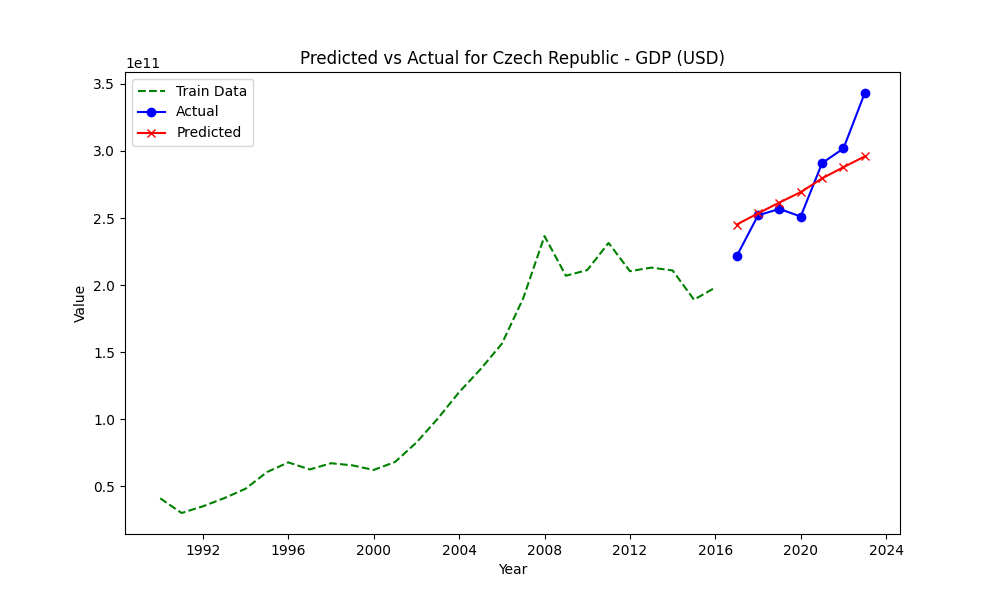 Predicted vs Actual for Czech Republic - GDP (USD)
1e11
Train Data
Actual
Predicted
3.5
3.0
2.5
2.0
1.5
1.0
0.5
Value
1992 1996 2000 2004 2008 2012 2016 2020 2024
Year